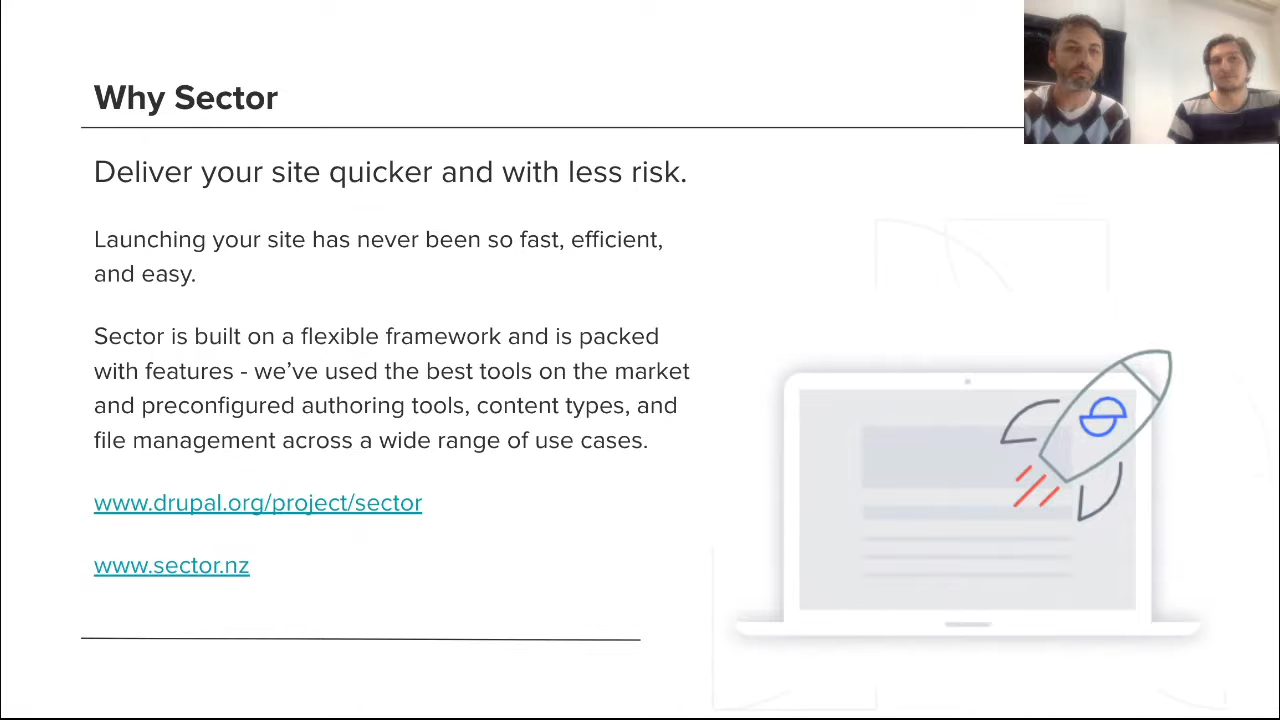 Why Sector
Deliver your site quicker and with less risk.
Launching your site has never been so fast, efficient,
and easy.
Sector is built on a flexible framework and is packed
with features - we’ve used the best tools on the market
and preconfigured authoring tools, content types, and
file management across a wide range of use cases.
www.drupal.org/project/sector
www.sector.nz